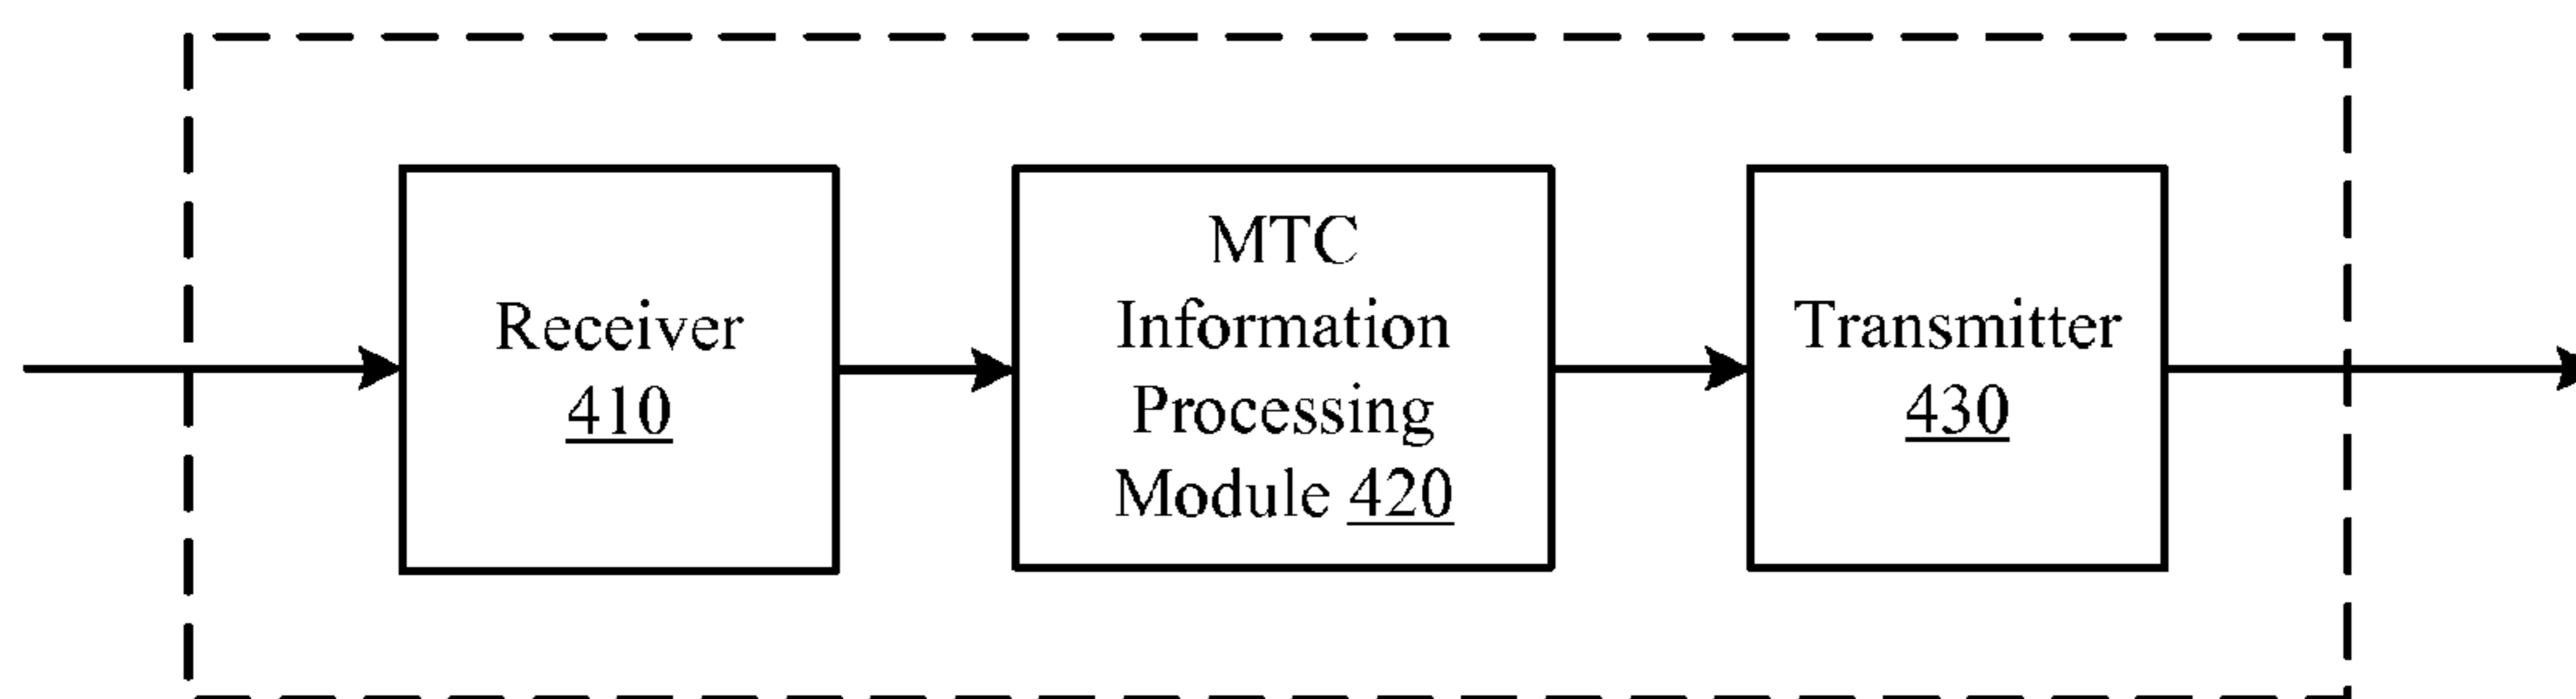 Receiver
410
MTC
Information
Processing
Module 420
Transmitter
430